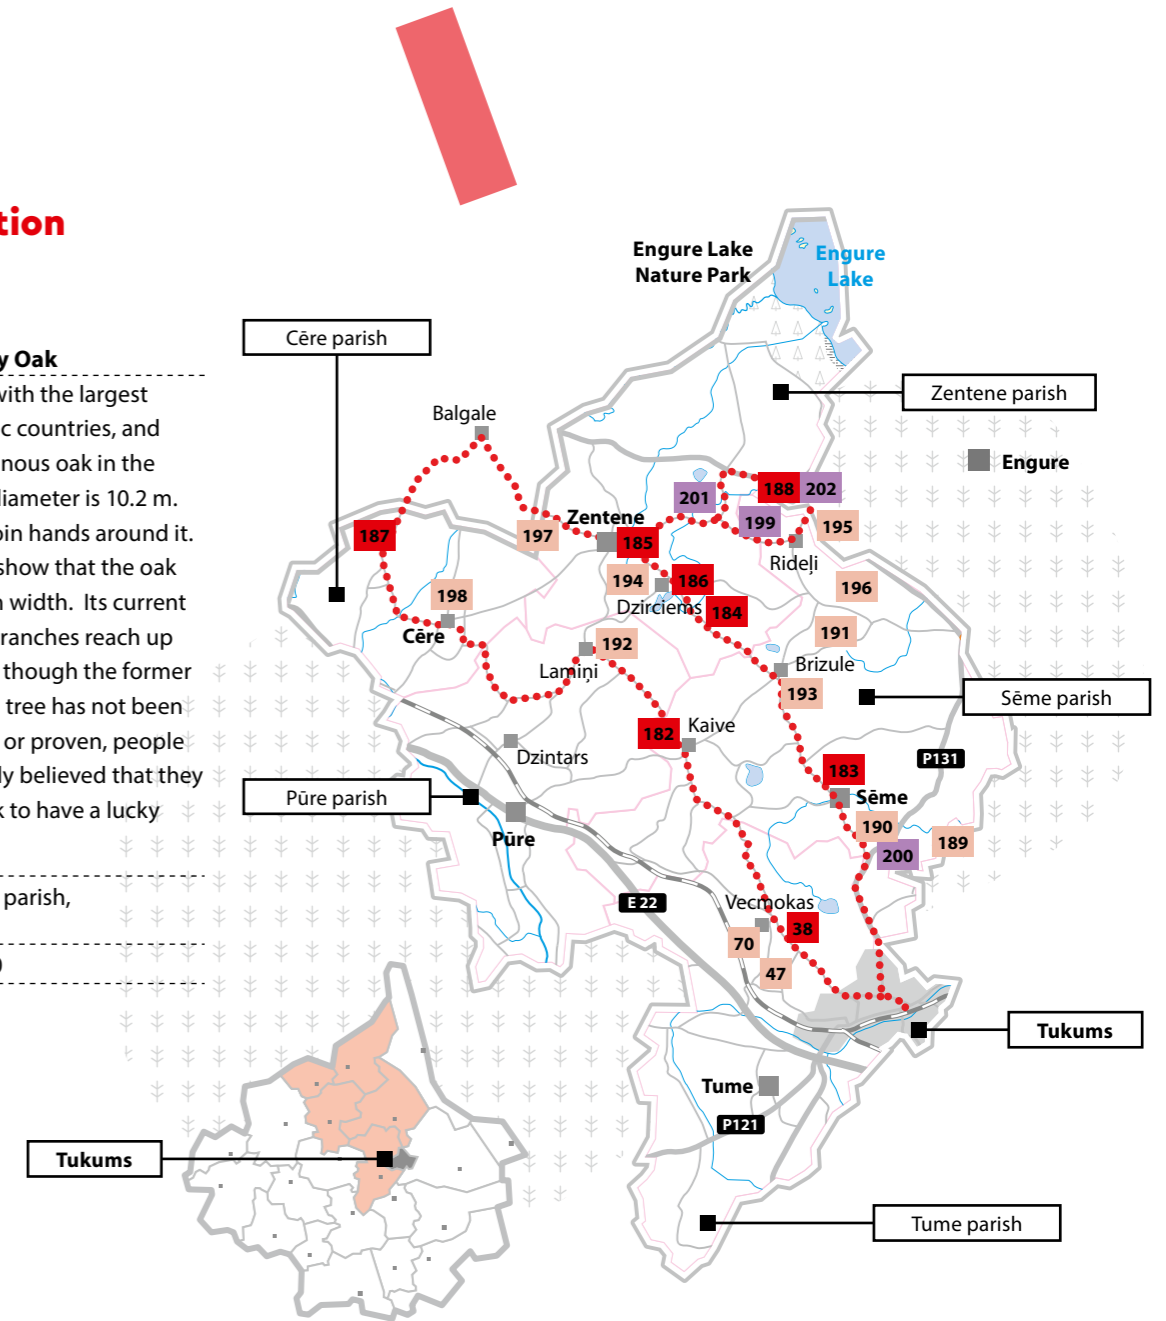 tion
y Oak
with the largest
c countries, and
nous oak in the
diameter is 10.2 m.
oin hands around it.
show that the oak
n width. Its current
ranches reach up
though the former
tree has not been
or proven, people
ly believed that they
k to have a lucky
parish,
)
Engure Lake
Nature Park
Engure
Lake
Cēre parish
Zentene parish
Balgale
Engure
188
202
201
Zentene
199
195
187
197
185
Rideļi
194
186
196
198
Dzirciems
184
Cēre
191
192
Lamiņi
Brizule
193
Sēme parish
182
Kaive
Dzintars
P131
183
Pūre parish
Sēme
Pūre
190
189
200
E 22
Vecmokas
38
70
47
Tukums
Tume
P121
Tukums
Tume parish